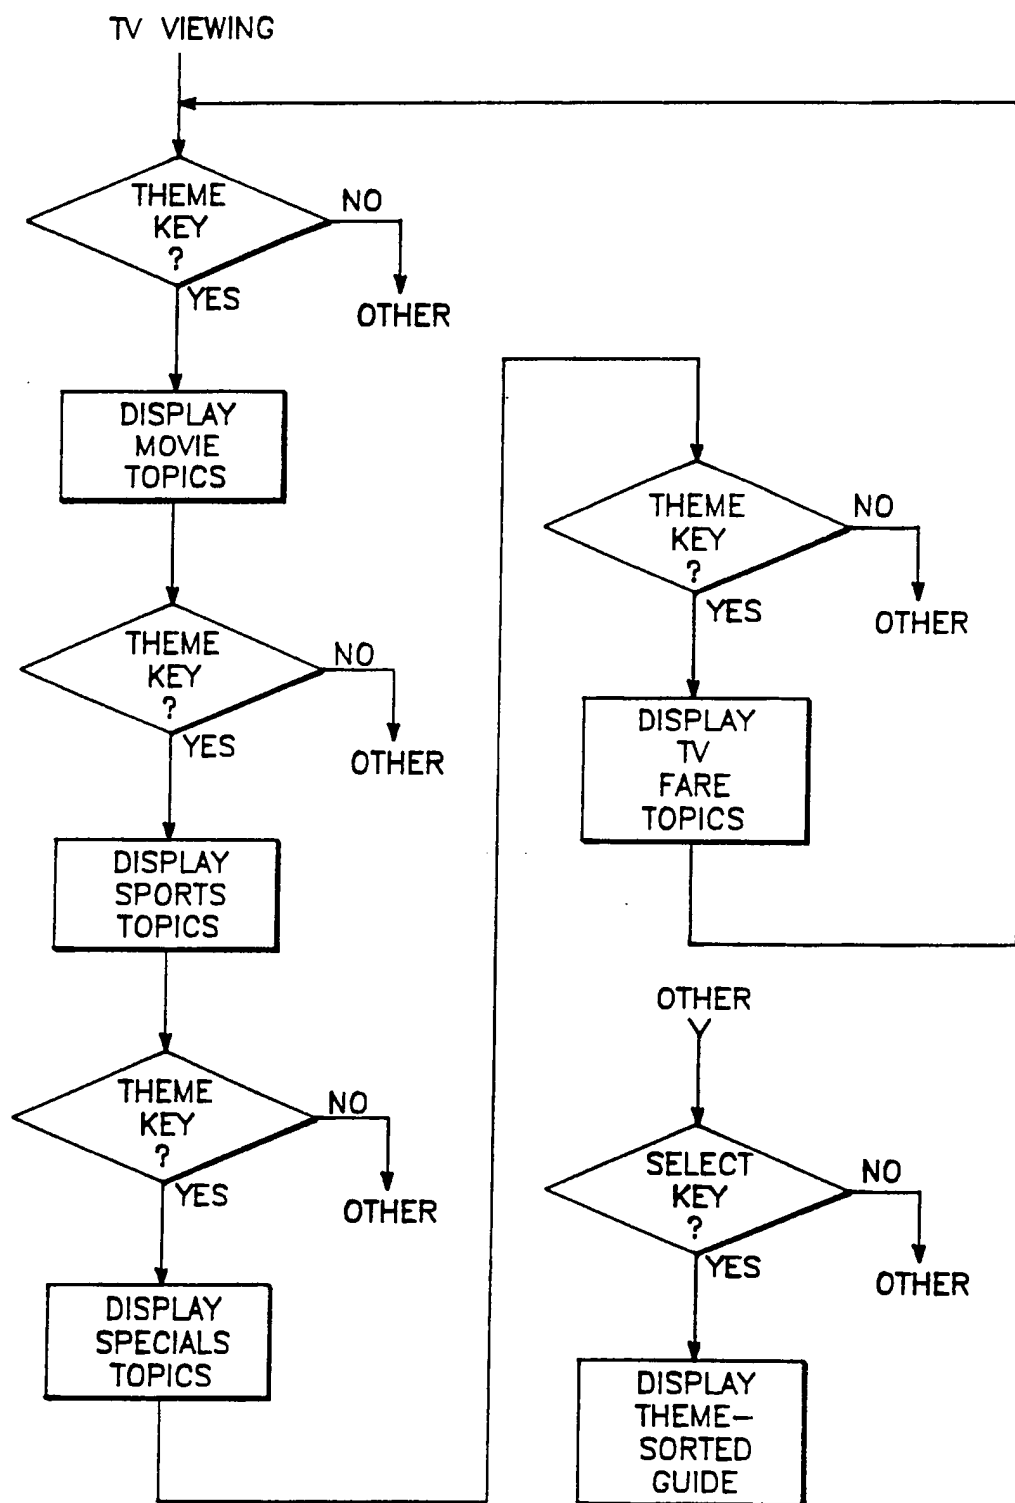 TV VIEWING
THEME
KEY
?
NO
YES
OTHER
DISPLAY
MOVIE
TOPICS
THEME
KEY
?
NO
YES
OTHER
DISPLAY
SPORTS
TOPICS
THEME
KEY
?
NO
YES
OTHER
DISPLAY
SPECIALS
TOPICS
THEME
KEY
?
NO
YES
OTHER
DISPLAY
TV
FARE
TOPICS
OTHER
SELECT
KEY
?
NO
YES
OTHER
DISPLAY
THEME-
SORTED
GUIDE